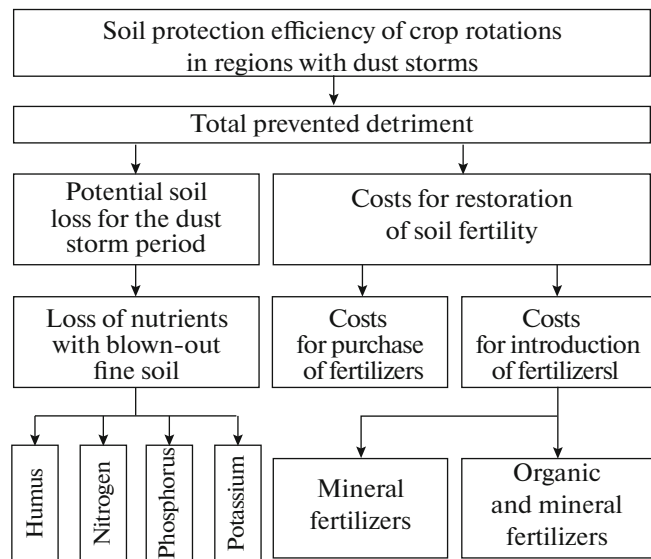 Soil protection efficiency of crop rotations
in regions with dust storms
Total prevented detriment
Potential soil
loss for the dust
storm period
Costs for restoration
of soil fertility
Loss of nutrients
with blown-out
fine soil
Costs
for purchase
of fertilizers
Costs
for introduction
of fertilizersl
Humus
Nitrogen
Phosphorus
Potassium
Mineral
fertilizers
Organic
and mineral
fertilizers